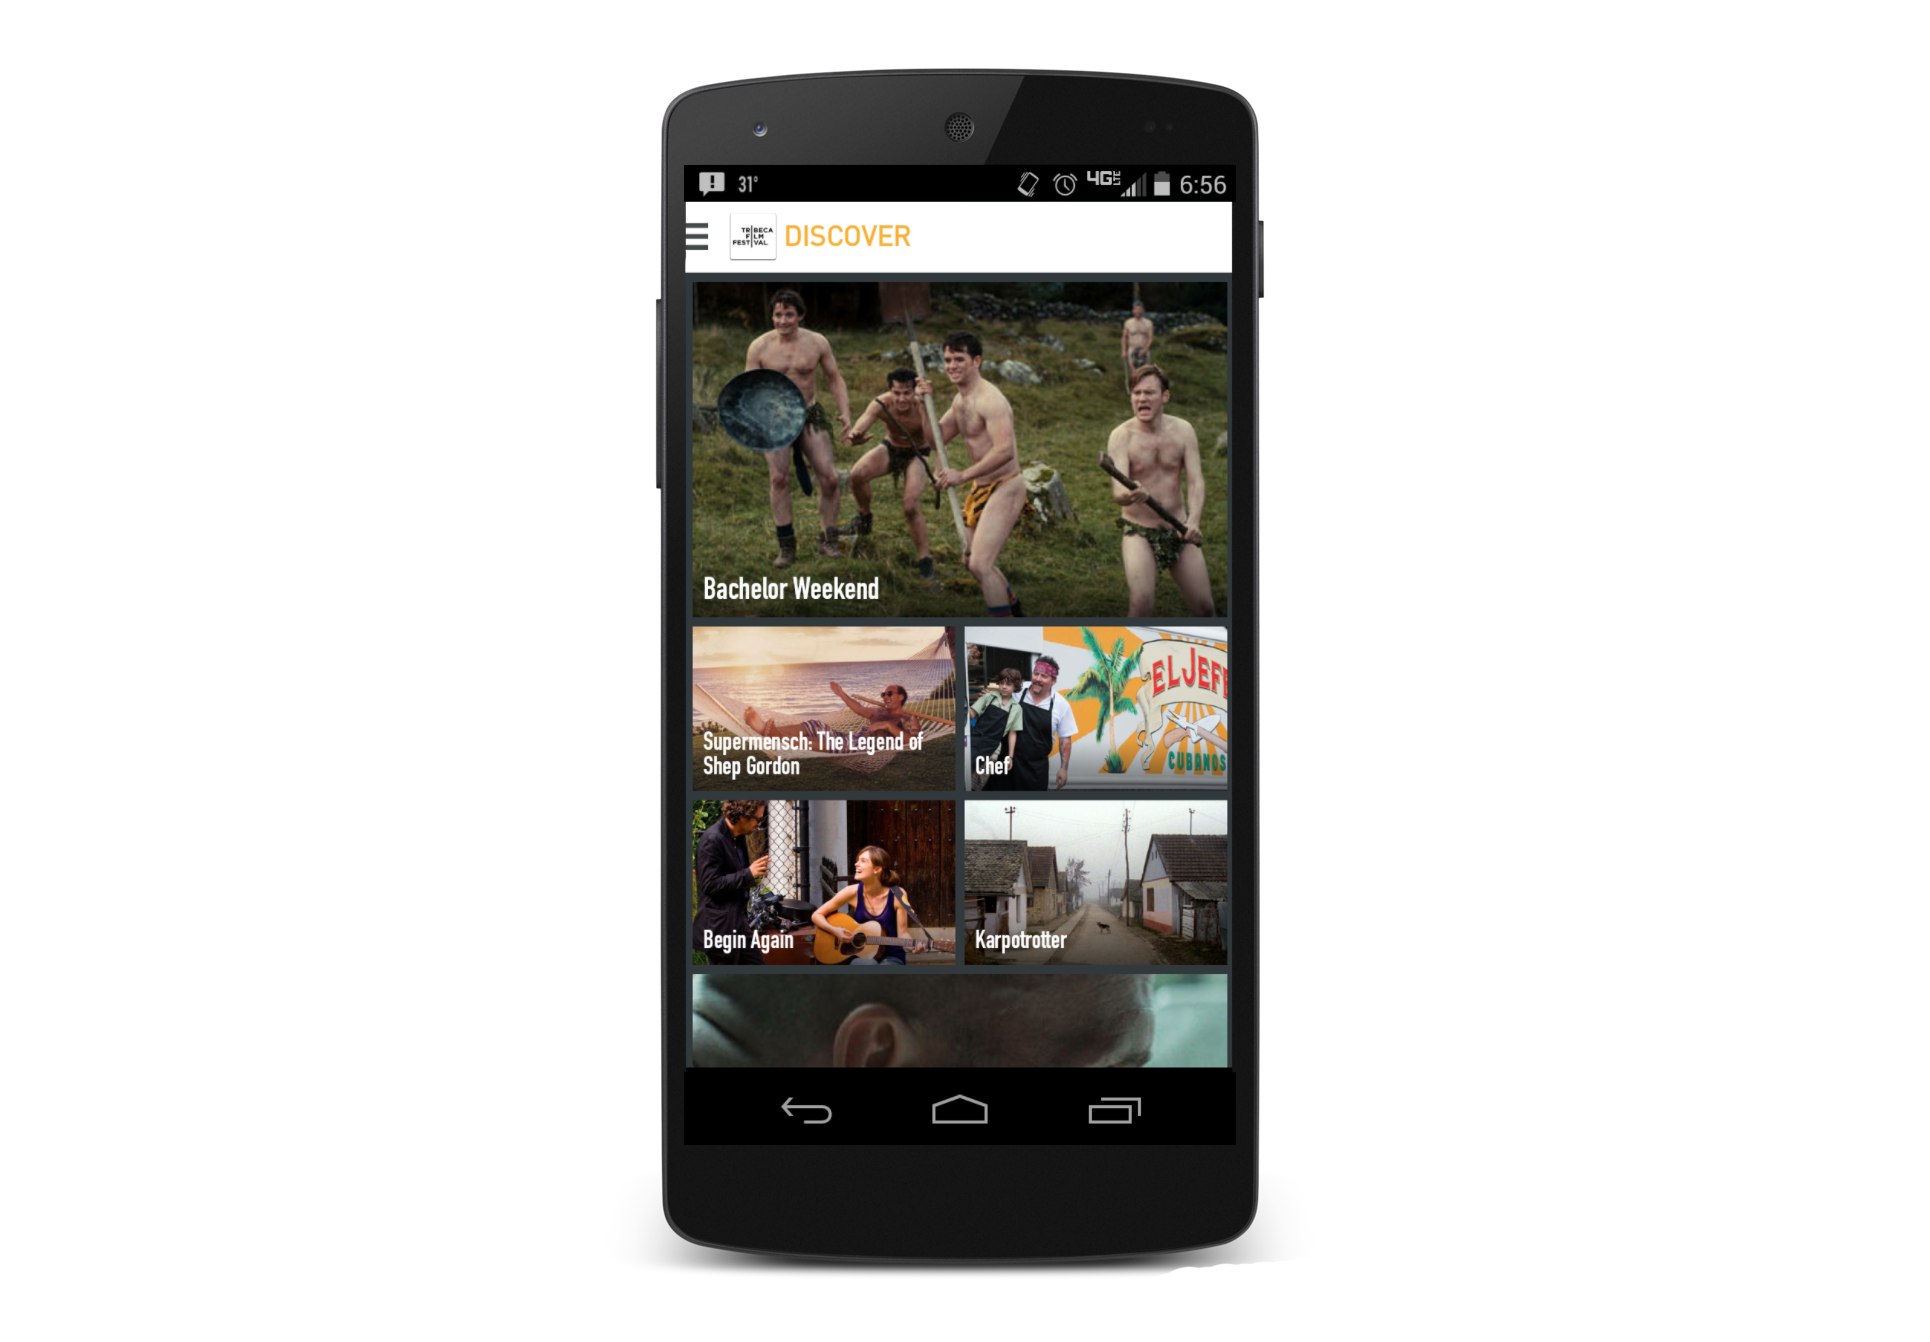 31°
4G LTE
6:56
TRIBECA
FILM
FESTIVAL
DISCOVER
Bachelor Weekend
Supermensch: The Legend of
Shep Gordon
EL JEFE
CUBANOS
Chef
Begin Again
Karpotrotter